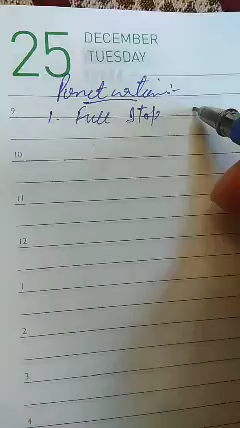 25 DECEMBER
TUESDAY
Punctuation:-
9 1. Full Stop
10
11
12
1
2
3
4